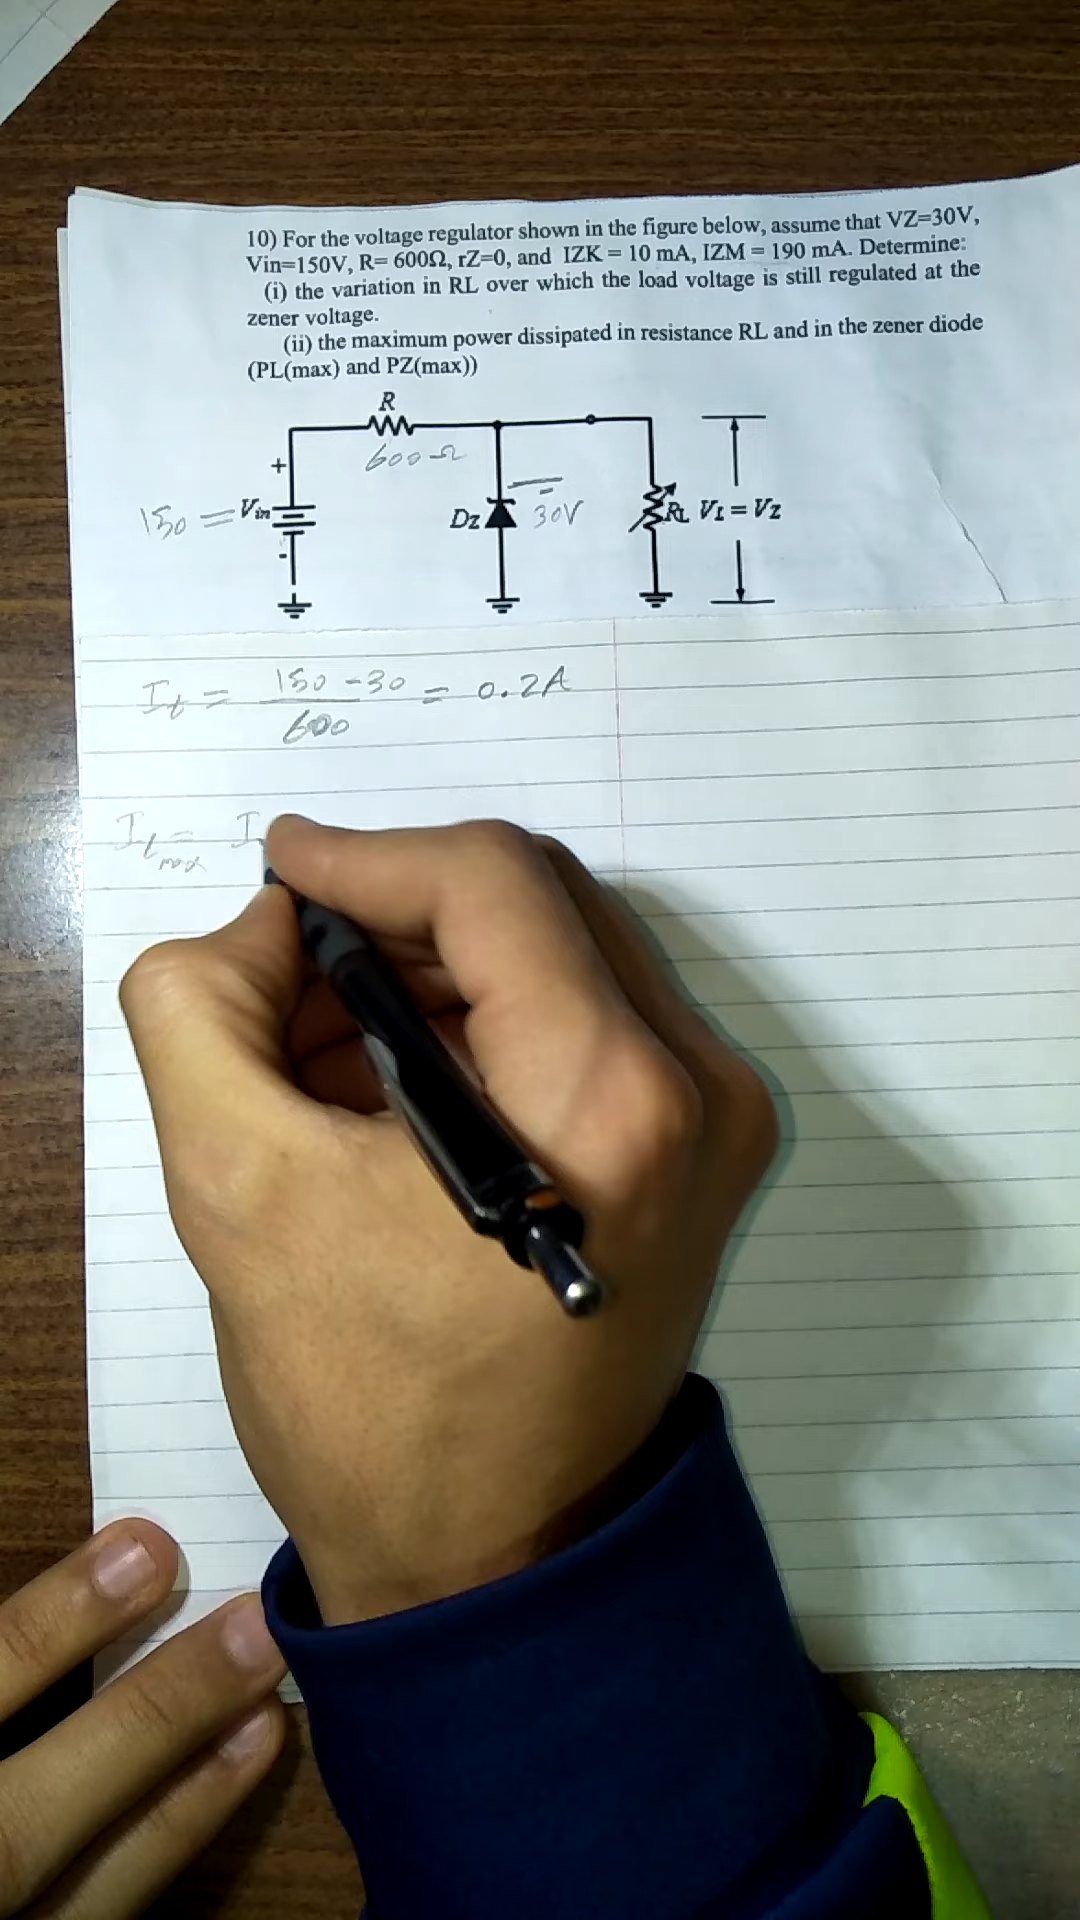 10) For the voltage regulator shown in the figure below, assume that VZ=30V,
Vin=150V, R= 600Ω, rZ=0, and IZK = 10 mA, IZM = 190 mA. Determine:
(i) the variation in RL over which the load voltage is still regulated at the
zener voltage.
(ii) the maximum power dissipated in resistance RL and in the zener diode
(PL(max) and PZ(max))
R
600Ω
+
150 = Vin
-
Dz
30V
RL
VL = VZ
It = 150 - 30 / 600 = 0.2A
IL max = I